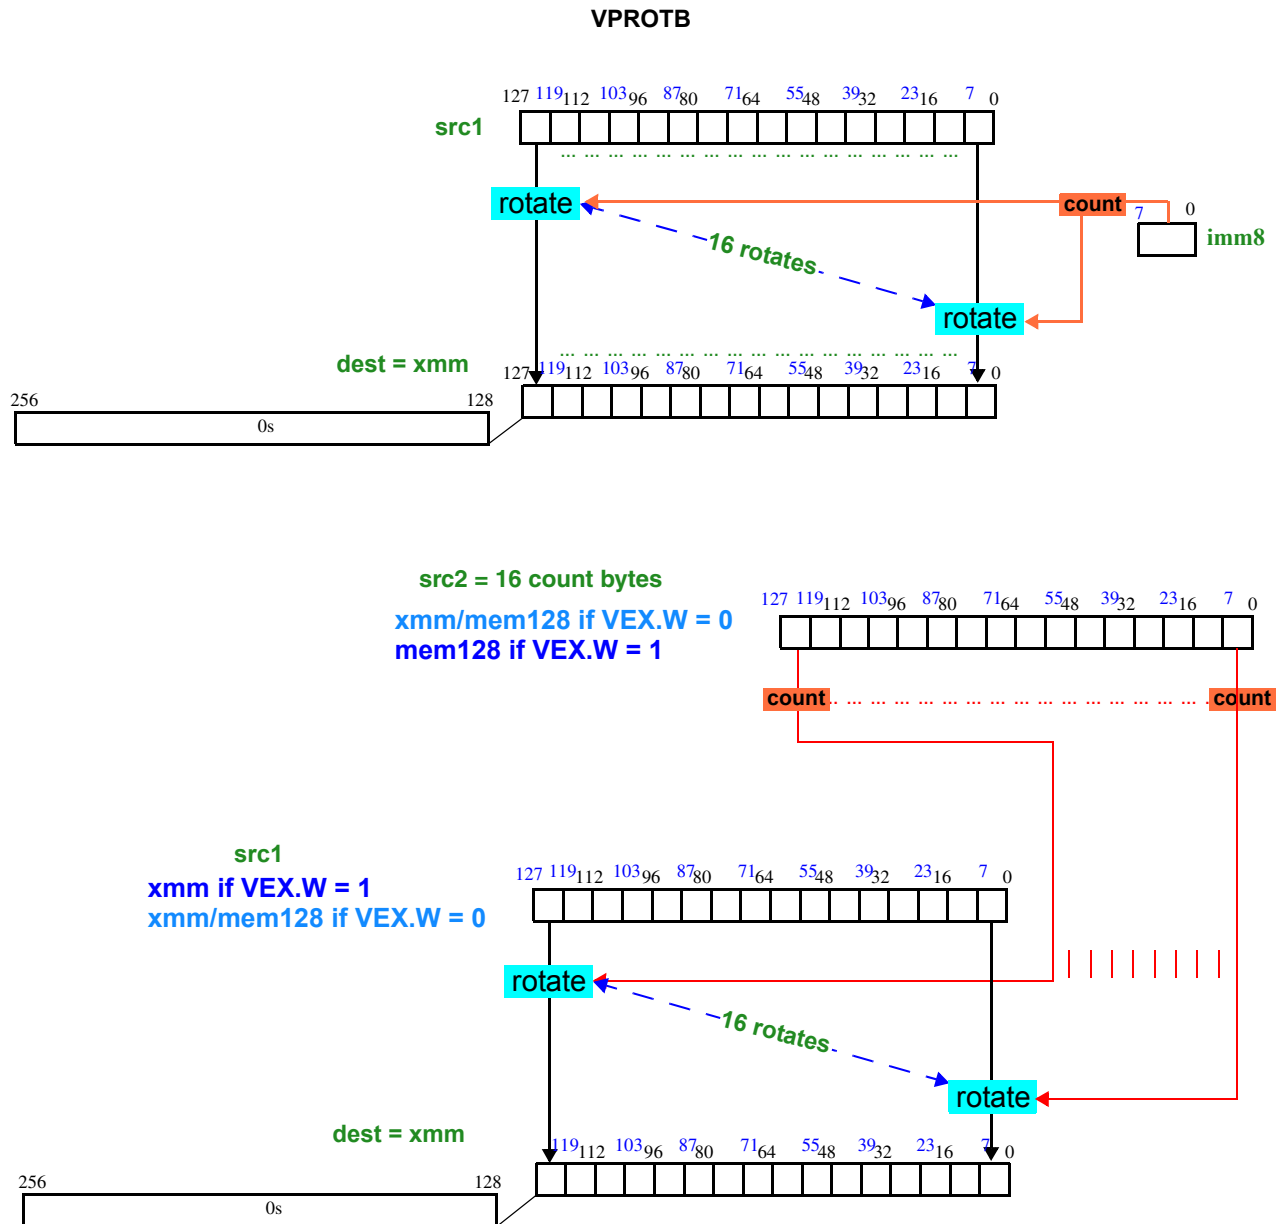 VPROTB
127 119 112 103 96 87 80 71 64 55 48 39 32 23 16 7 0
src1
... ... ... ... ... ... ... ... ... ... ... ... ... ... ... ... ...
rotate
count
7 0
imm8
16 rotates
rotate
... ... ... ... ... ... ... ... ... ... ... ... ... ... ... ... ...
dest = xmm
127 119 112 103 96 87 80 71 64 55 48 39 32 23 16 7 0
256 128
0s
src2 = 16 count bytes
127 119 112 103 96 87 80 71 64 55 48 39 32 23 16 7 0
xmm/mem128 if VEX.W = 0
mem128 if VEX.W = 1
count ... ... ... ... ... ... ... ... ... ... ... ... ... ... ... count
src1
127 119 112 103 96 87 80 71 64 55 48 39 32 23 16 7 0
xmm if VEX.W = 1
xmm/mem128 if VEX.W = 0
rotate
16 rotates
rotate
dest = xmm
119 112 103 96 87 80 71 64 55 48 39 32 23 16 7 0
256 128
0s